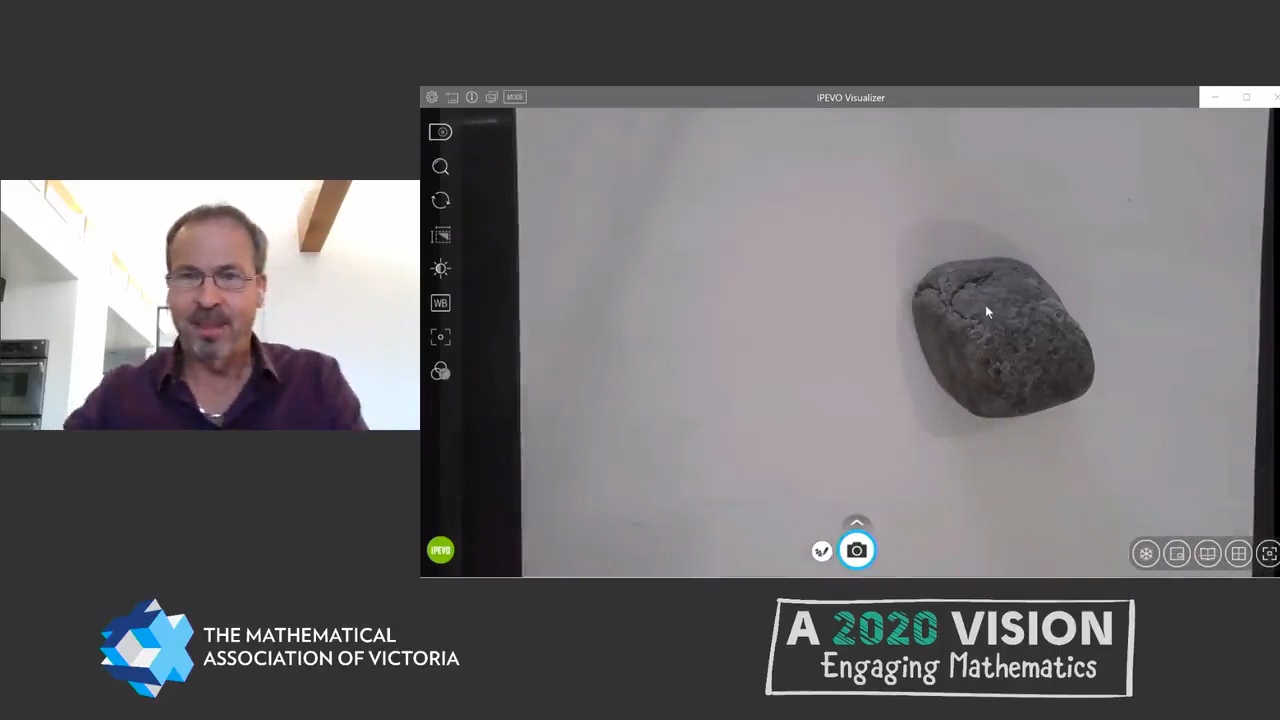 MODE
IPEVO Visualizer
WB
IPEVO
THE MATHEMATICAL
ASSOCIATION OF VICTORIA
A 2020 VISION
Engaging Mathematics